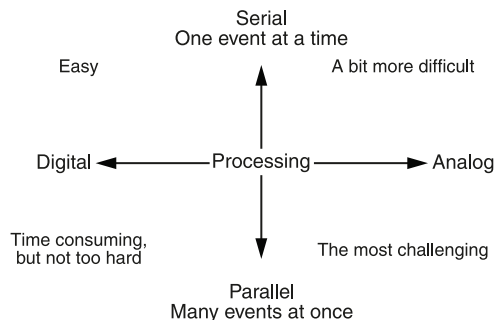 Serial
One event at a time
Easy
A bit more difficult
Digital
Processing
Analog
Time consuming,
but not too hard
The most challenging
Parallel
Many events at once